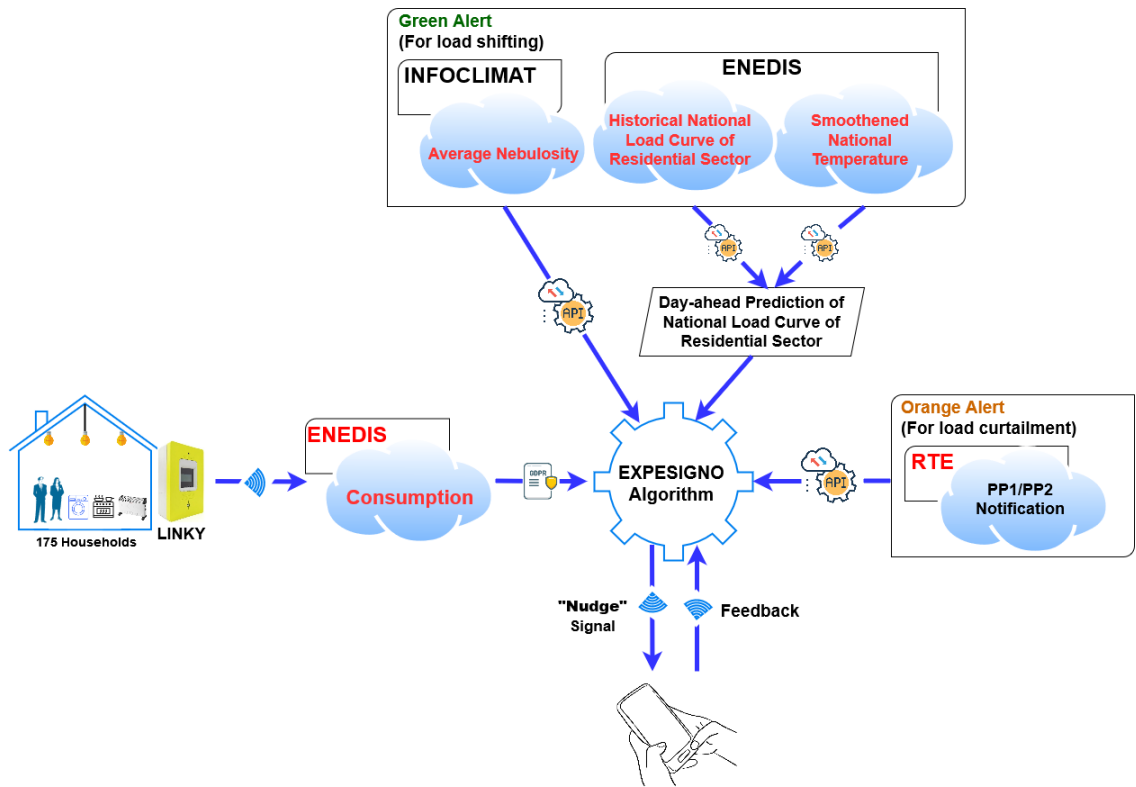 Green Alert
(For load shifting)
INFOCLIMAT
ENEDIS
Average Nebulosity
Historical National
Load Curve of
Residential Sector
Smoothened
National
Temperature
API
API
API
Day-ahead Prediction of
National Load Curve of
Residential Sector
ENEDIS
Consumption
LINKY
175 Households
GDPR
EXPESIGNO
Algorithm
API
Orange Alert
(For load curtailment)
RTE
PP1/PP2
Notification
"Nudge"
Signal
Feedback